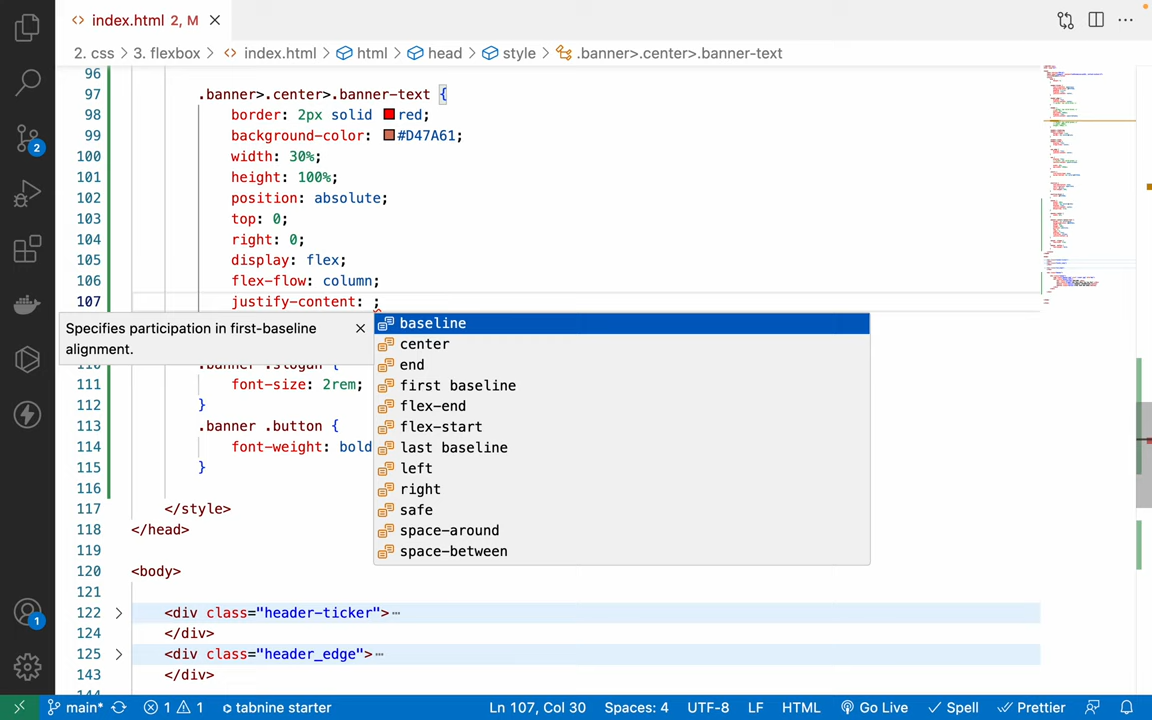 index.html 2, M
2. css > 3. flexbox > index.html > html > head > style > .banner>.center>.banner-text
96
97 .banner>.center>.banner-text {
98 border: 2px solid red;
99 background-color: #D47A61;
100 width: 30%;
101 height: 100%;
102 position: absolute;
103 top: 0;
104 right: 0;
105 display: flex;
106 flex-flow: column;
107 justify-content: ;
Specifies participation in first-baseline
alignment.
baseline
center
end
first baseline
flex-end
flex-start
last baseline
left
right
safe
space-around
space-between
111 font-size: 2rem;
112 }
113 .banner .button {
114 font-weight: bold
115 }
116
117 </style>
118 </head>
119
120 <body>
121
122 <div class="header-ticker">⋯
124 </div>
125 <div class="header_edge">⋯
143 </div>
2
1
main* 1 1 tabnine starter Ln 107, Col 30 Spaces: 4 UTF-8 LF HTML Go Live Spell Prettier